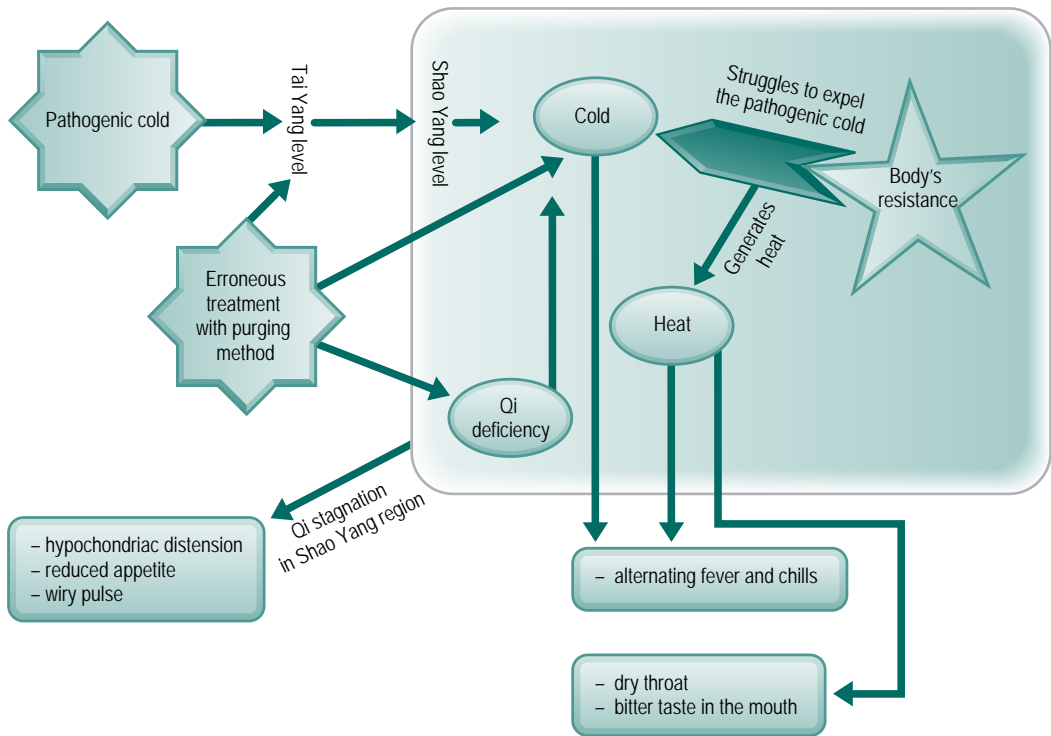 Pathogenic cold
Tai Yang level
Shao Yang level
Cold
Struggles to expel
the pathogenic cold
Body's
resistance
Generates
heat
Erroneous
treatment
with purging
method
Heat
Qi
deficiency
Qi stagnation
in Shao Yang region
– hypochondriac distension
– reduced appetite
– wiry pulse
– alternating fever and chills
– dry throat
– bitter taste in the mouth